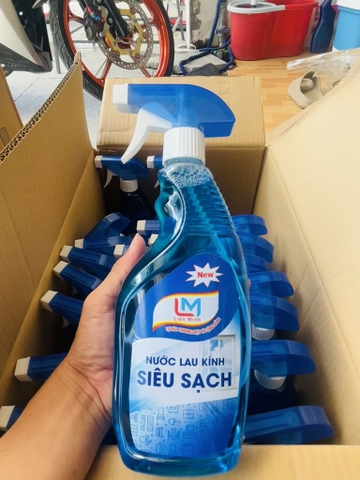 New
LM
Liên Minh
NƯỚC LAU KÍNH
SIÊU SẠCH